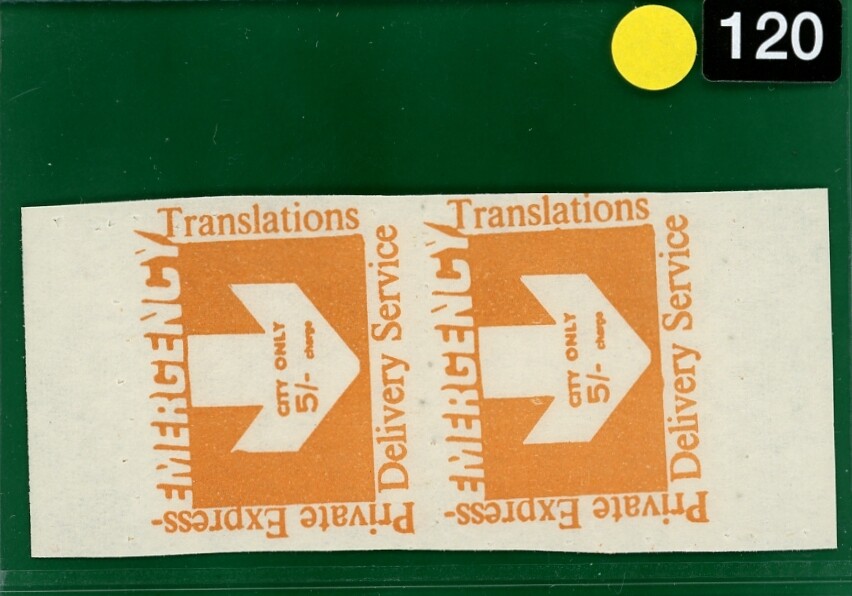 120
Translations
EMERGENCY
CITY ONLY
5/- charge
Delivery Service
Private Express-
Translations
EMERGENCY
CITY ONLY
5/- charge
Delivery Service
Private Express-